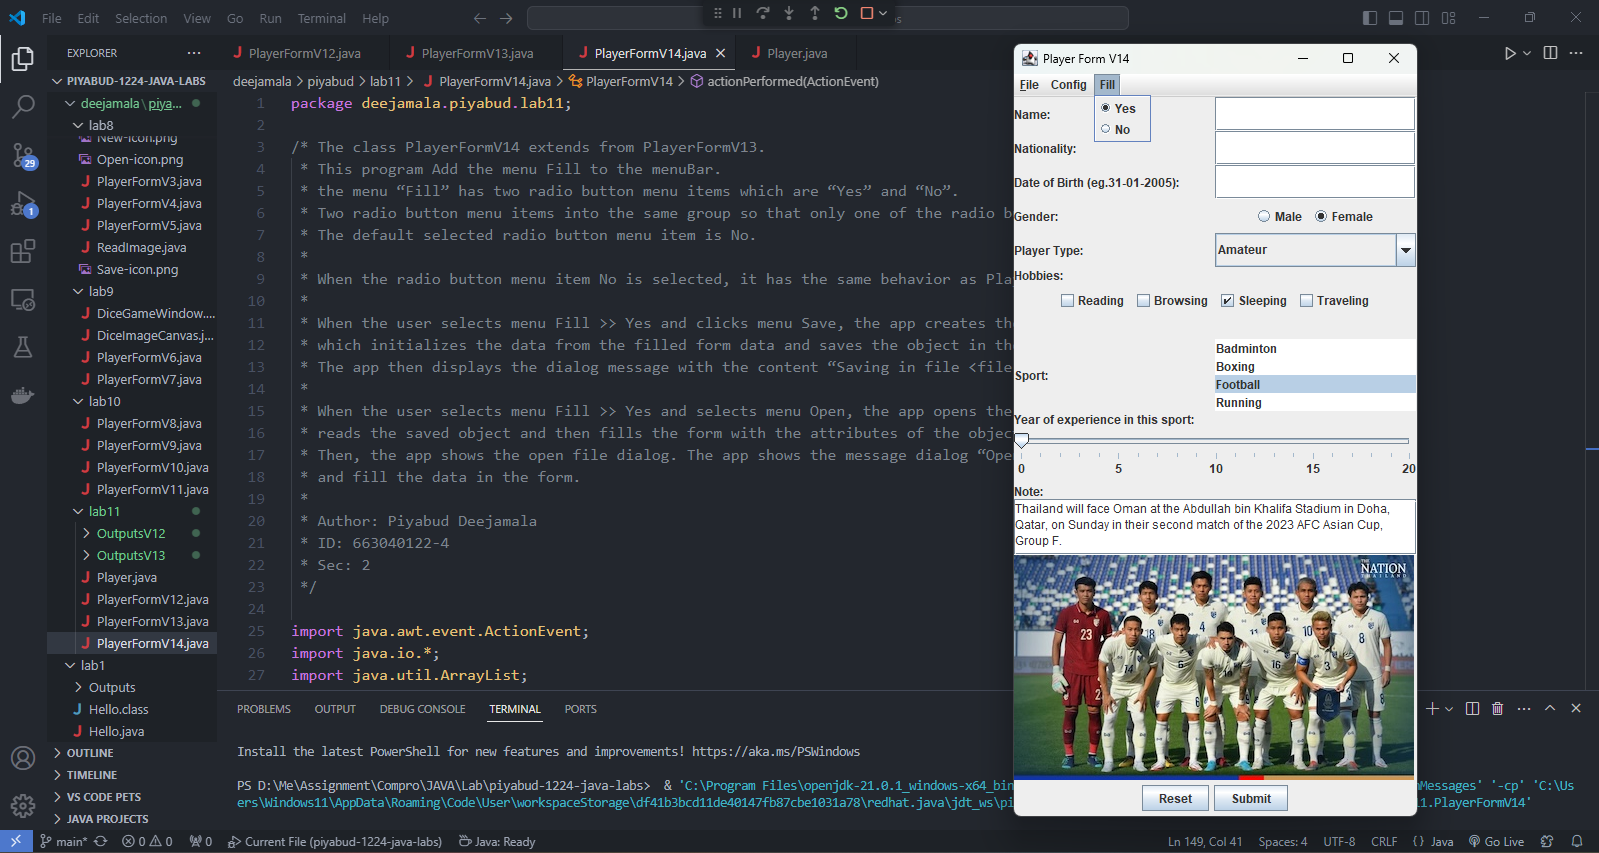 File Edit Selection View Go Run Terminal Help
EXPLORER
PIYABUD-1224-JAVA-LABS
deejamala\piya...
lab8
New-icon.png
Open-icon.png
PlayerFormV3.java
PlayerFormV4.java
PlayerFormV5.java
ReadImage.java
Save-icon.png
lab9
DiceGameWindow....
DiceImageCanvas.j...
PlayerFormV6.java
PlayerFormV7.java
lab10
PlayerFormV8.java
PlayerFormV9.java
PlayerFormV10.java
PlayerFormV11.java
lab11
OutputsV12
OutputsV13
Player.java
PlayerFormV12.java
PlayerFormV13.java
PlayerFormV14.java
lab1
Outputs
Hello.class
Hello.java
OUTLINE
TIMELINE
VS CODE PETS
JAVA PROJECTS
29
1
PlayerFormV12.java PlayerFormV13.java PlayerFormV14.java Player.java
deejamala > piyabud > lab11 > PlayerFormV14.java > PlayerFormV14 > actionPerformed(ActionEvent)
1 package deejamala.piyabud.lab11;
2
3 /* The class PlayerFormV14 extends from PlayerFormV13.
4 * This program Add the menu Fill to the menuBar.
5 * the menu “Fill” has two radio button menu items which are “Yes” and “No”.
6 * Two radio button menu items into the same group so that only one of the radio b
7 * The default selected radio button menu item is No.
8 *
9 * When the radio button menu item No is selected, it has the same behavior as Pla
10 *
11 * When the user selects menu Fill >> Yes and clicks menu Save, the app creates th
12 * which initializes the data from the filled form data and saves the object in th
13 * The app then displays the dialog message with the content “Saving in file <file
14 *
15 * When the user selects menu Fill >> Yes and selects menu Open, the app opens the
16 * reads the saved object and then fills the form with the attributes of the objec
17 * Then, the app shows the open file dialog. The app shows the message dialog “Ope
18 * and fill the data in the form.
19 *
20 * Author: Piyabud Deejamala
21 * ID: 663040122-4
22 * Sec: 2
23 */
24
25 import java.awt.event.ActionEvent;
26 import java.io.*;
27 import java.util.ArrayList;
PROBLEMS OUTPUT DEBUG CONSOLE TERMINAL PORTS
Install the latest PowerShell for new features and improvements! https://aka.ms/PSWindows
PS D:\Me\Assignment\Compro\JAVA\Lab\piyabud-1224-java-labs> & 'C:\Program Files\openjdk-21.0.1_windows-x64_bin nMessages' '-cp' 'C:\Us
ers\Windows11\AppData\Roaming\Code\User\workspaceStorage\df41b3bcd11de40147fb87cbe1031a78\redhat.java\jdt_ws\pi 11.PlayerFormV14'
main* 0 0 0 Current File (piyabud-1224-java-labs) Java: Ready Ln 149, Col 41 Spaces: 4 UTF-8 CRLF {} Java Go Live
Player Form V14
File Config Fill
Yes
No
Name:
Nationality:
Date of Birth (eg.31-01-2005):
Gender: Male Female
Player Type: Amateur
Hobbies:
Reading Browsing Sleeping Traveling
Sport:
Badminton
Boxing
Football
Running
Year of experience in this sport:
0 5 10 15 20
Note:
Thailand will face Oman at the Abdullah bin Khalifa Stadium in Doha,
Qatar, on Sunday in their second match of the 2023 AFC Asian Cup,
Group F.
THE
NATION
THAILAND
23 18 4 10 8
14 6 16 3
Reset Submit